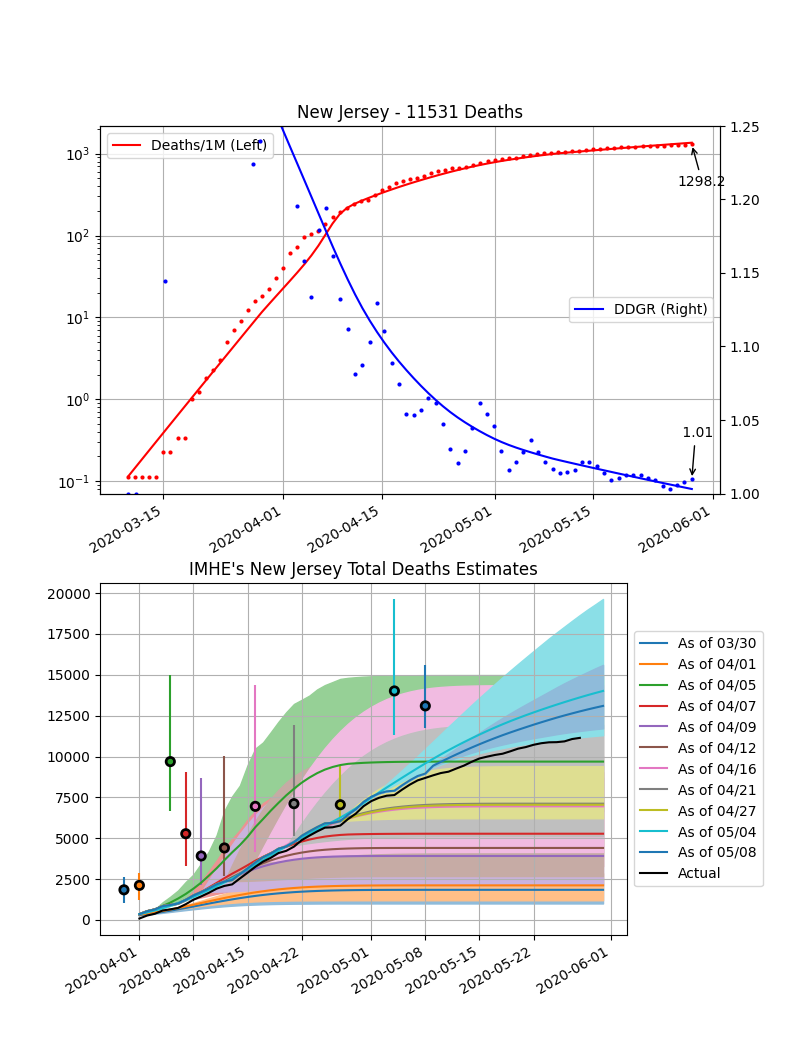 New Jersey - 11531 Deaths
10³
10²
10¹
10⁰
10⁻¹
Deaths/1M (Left)
DDGR (Right)
1298.2
1.01
1.25
1.20
1.15
1.10
1.05
1.00
2020-03-15
2020-04-01
2020-04-15
2020-05-01
2020-05-15
2020-06-01
IMHE's New Jersey Total Deaths Estimates
20000
17500
15000
12500
10000
7500
5000
2500
0
As of 03/30
As of 04/01
As of 04/05
As of 04/07
As of 04/09
As of 04/12
As of 04/16
As of 04/21
As of 04/27
As of 05/04
As of 05/08
Actual
2020-04-01
2020-04-08
2020-04-15
2020-04-22
2020-05-01
2020-05-08
2020-05-15
2020-05-22
2020-06-01